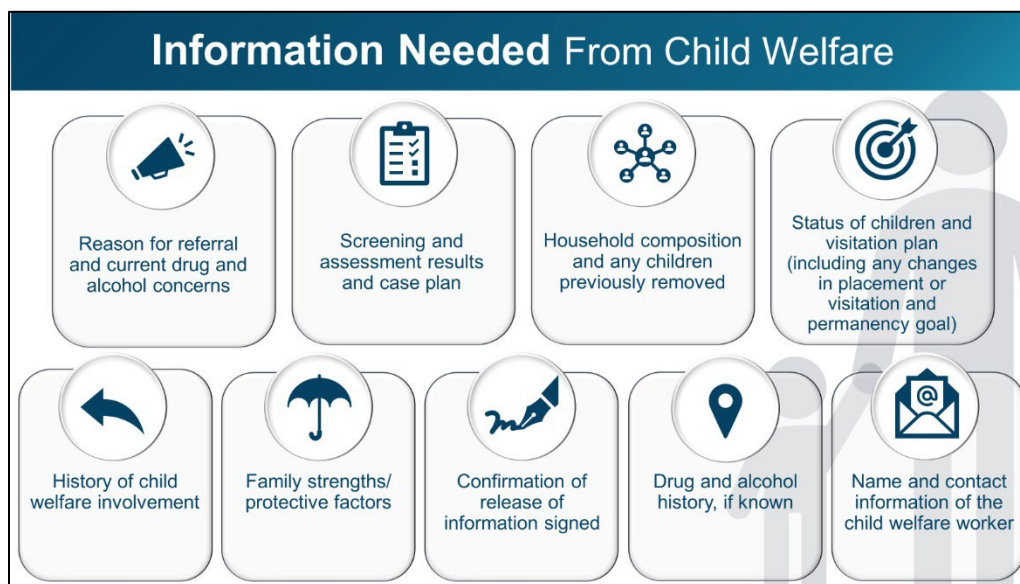 Information Needed From Child Welfare
Reason for referral
and current drug and
alcohol concerns
Screening and
assessment results
and case plan
Household composition
and any children
previously removed
Status of children and
visitation plan
(including any changes
in placement or
visitation and
permanency goal)
History of child
welfare involvement
Family strengths/
protective factors
Confirmation of
release of
information signed
Drug and alcohol
history, if known
@
Name and contact
information of the
child welfare worker